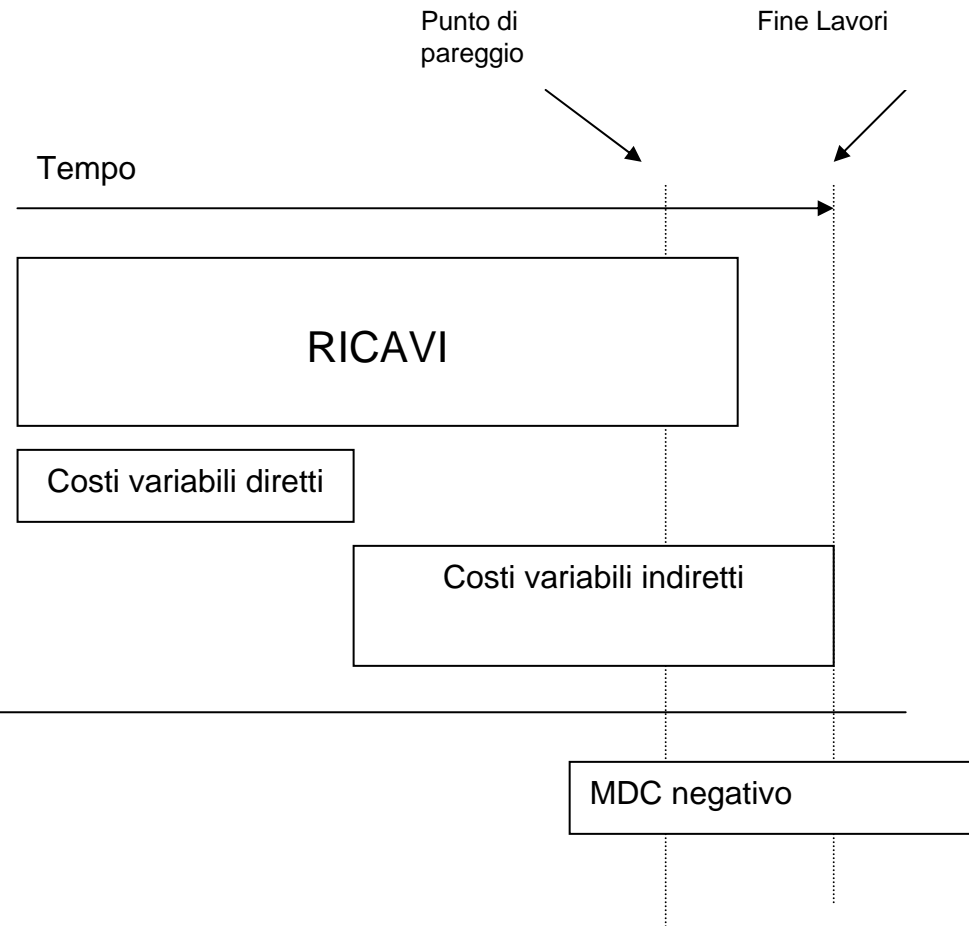 Punto di
pareggio
Fine Lavori
Tempo
RICAVI
Costi variabili diretti
Costi variabili indiretti
MDC negativo